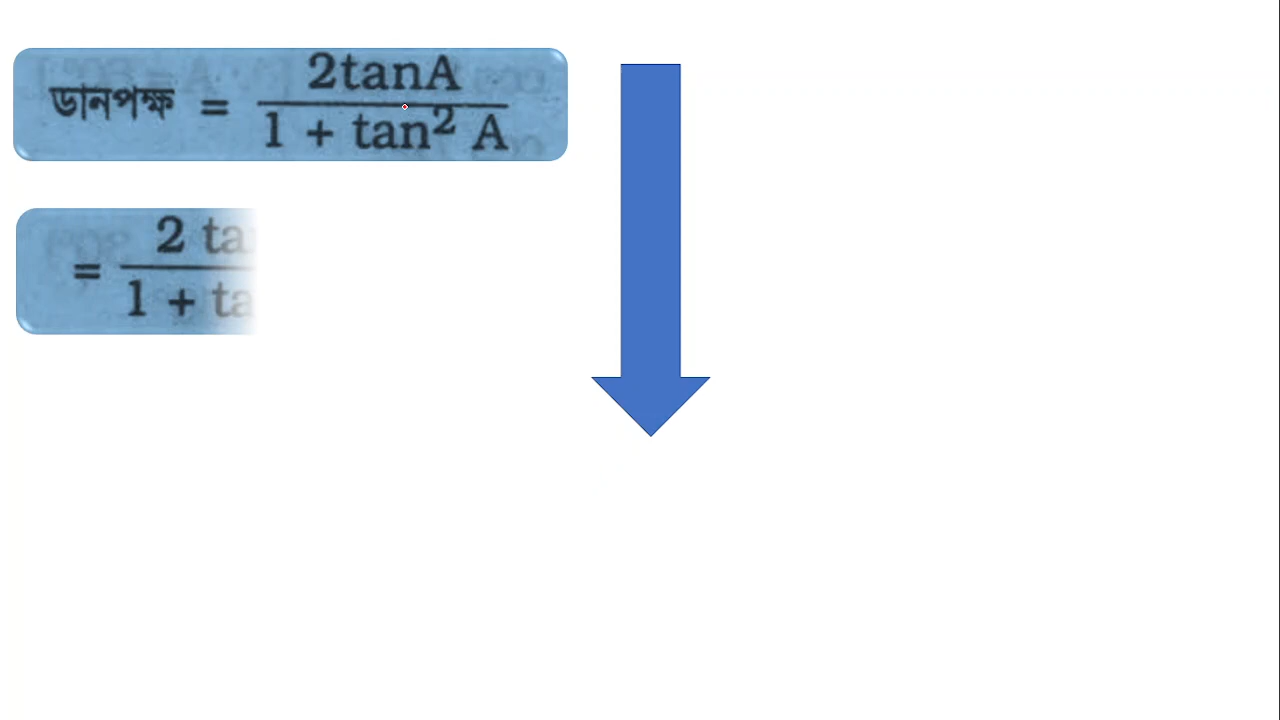 ডানপক্ষ = 2tanA / 1 + tan² A
= 2 / 1 +